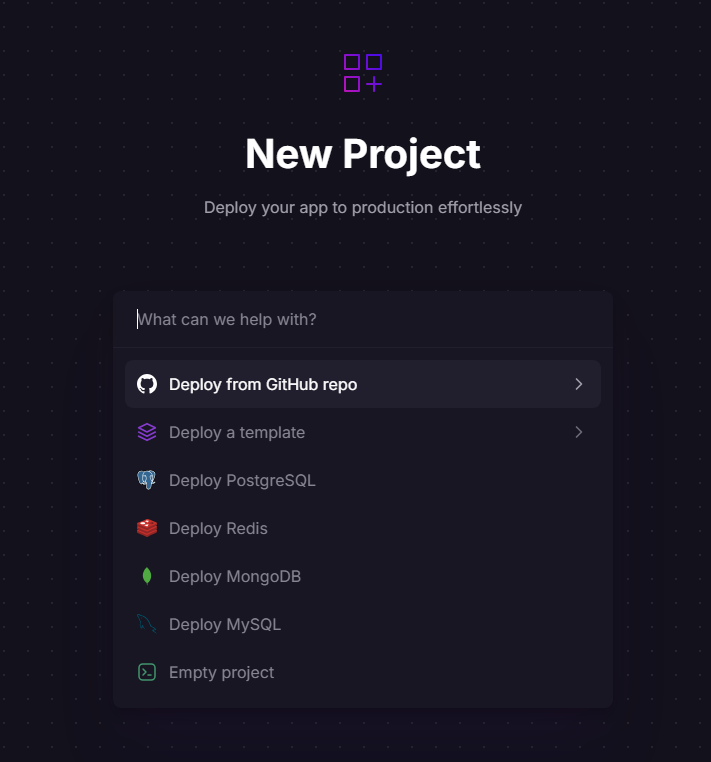 New Project
Deploy your app to production effortlessly
What can we help with?
Deploy from GitHub repo
Deploy a template
Deploy PostgreSQL
Deploy Redis
Deploy MongoDB
Deploy MySQL
Empty project